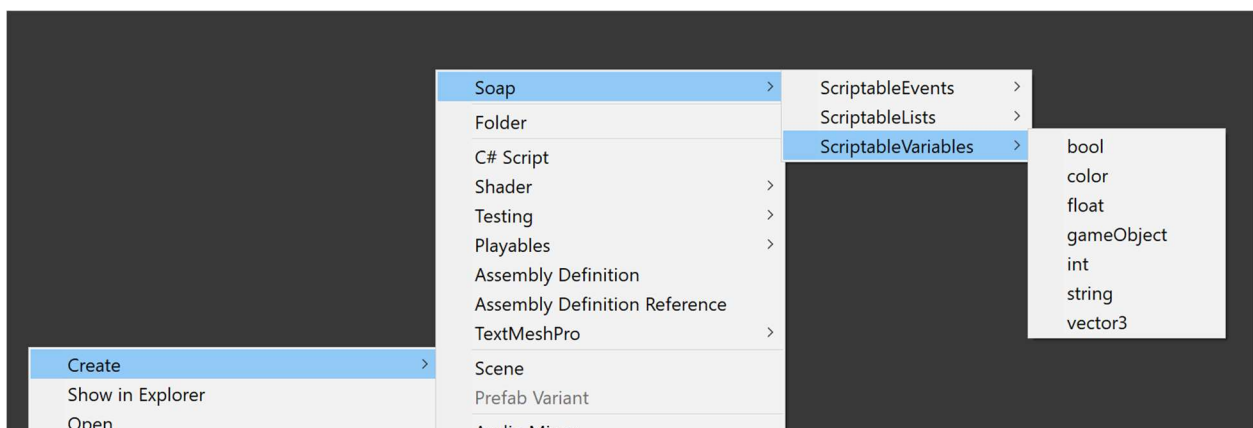 Soap
Folder
C# Script
Shader
Testing
Playables
Assembly Definition
Assembly Definition Reference
TextMeshPro
Scene
Prefab Variant
ScriptableEvents
ScriptableLists
ScriptableVariables
bool
color
float
gameObject
int
string
vector3
Create
Show in Explorer
Open